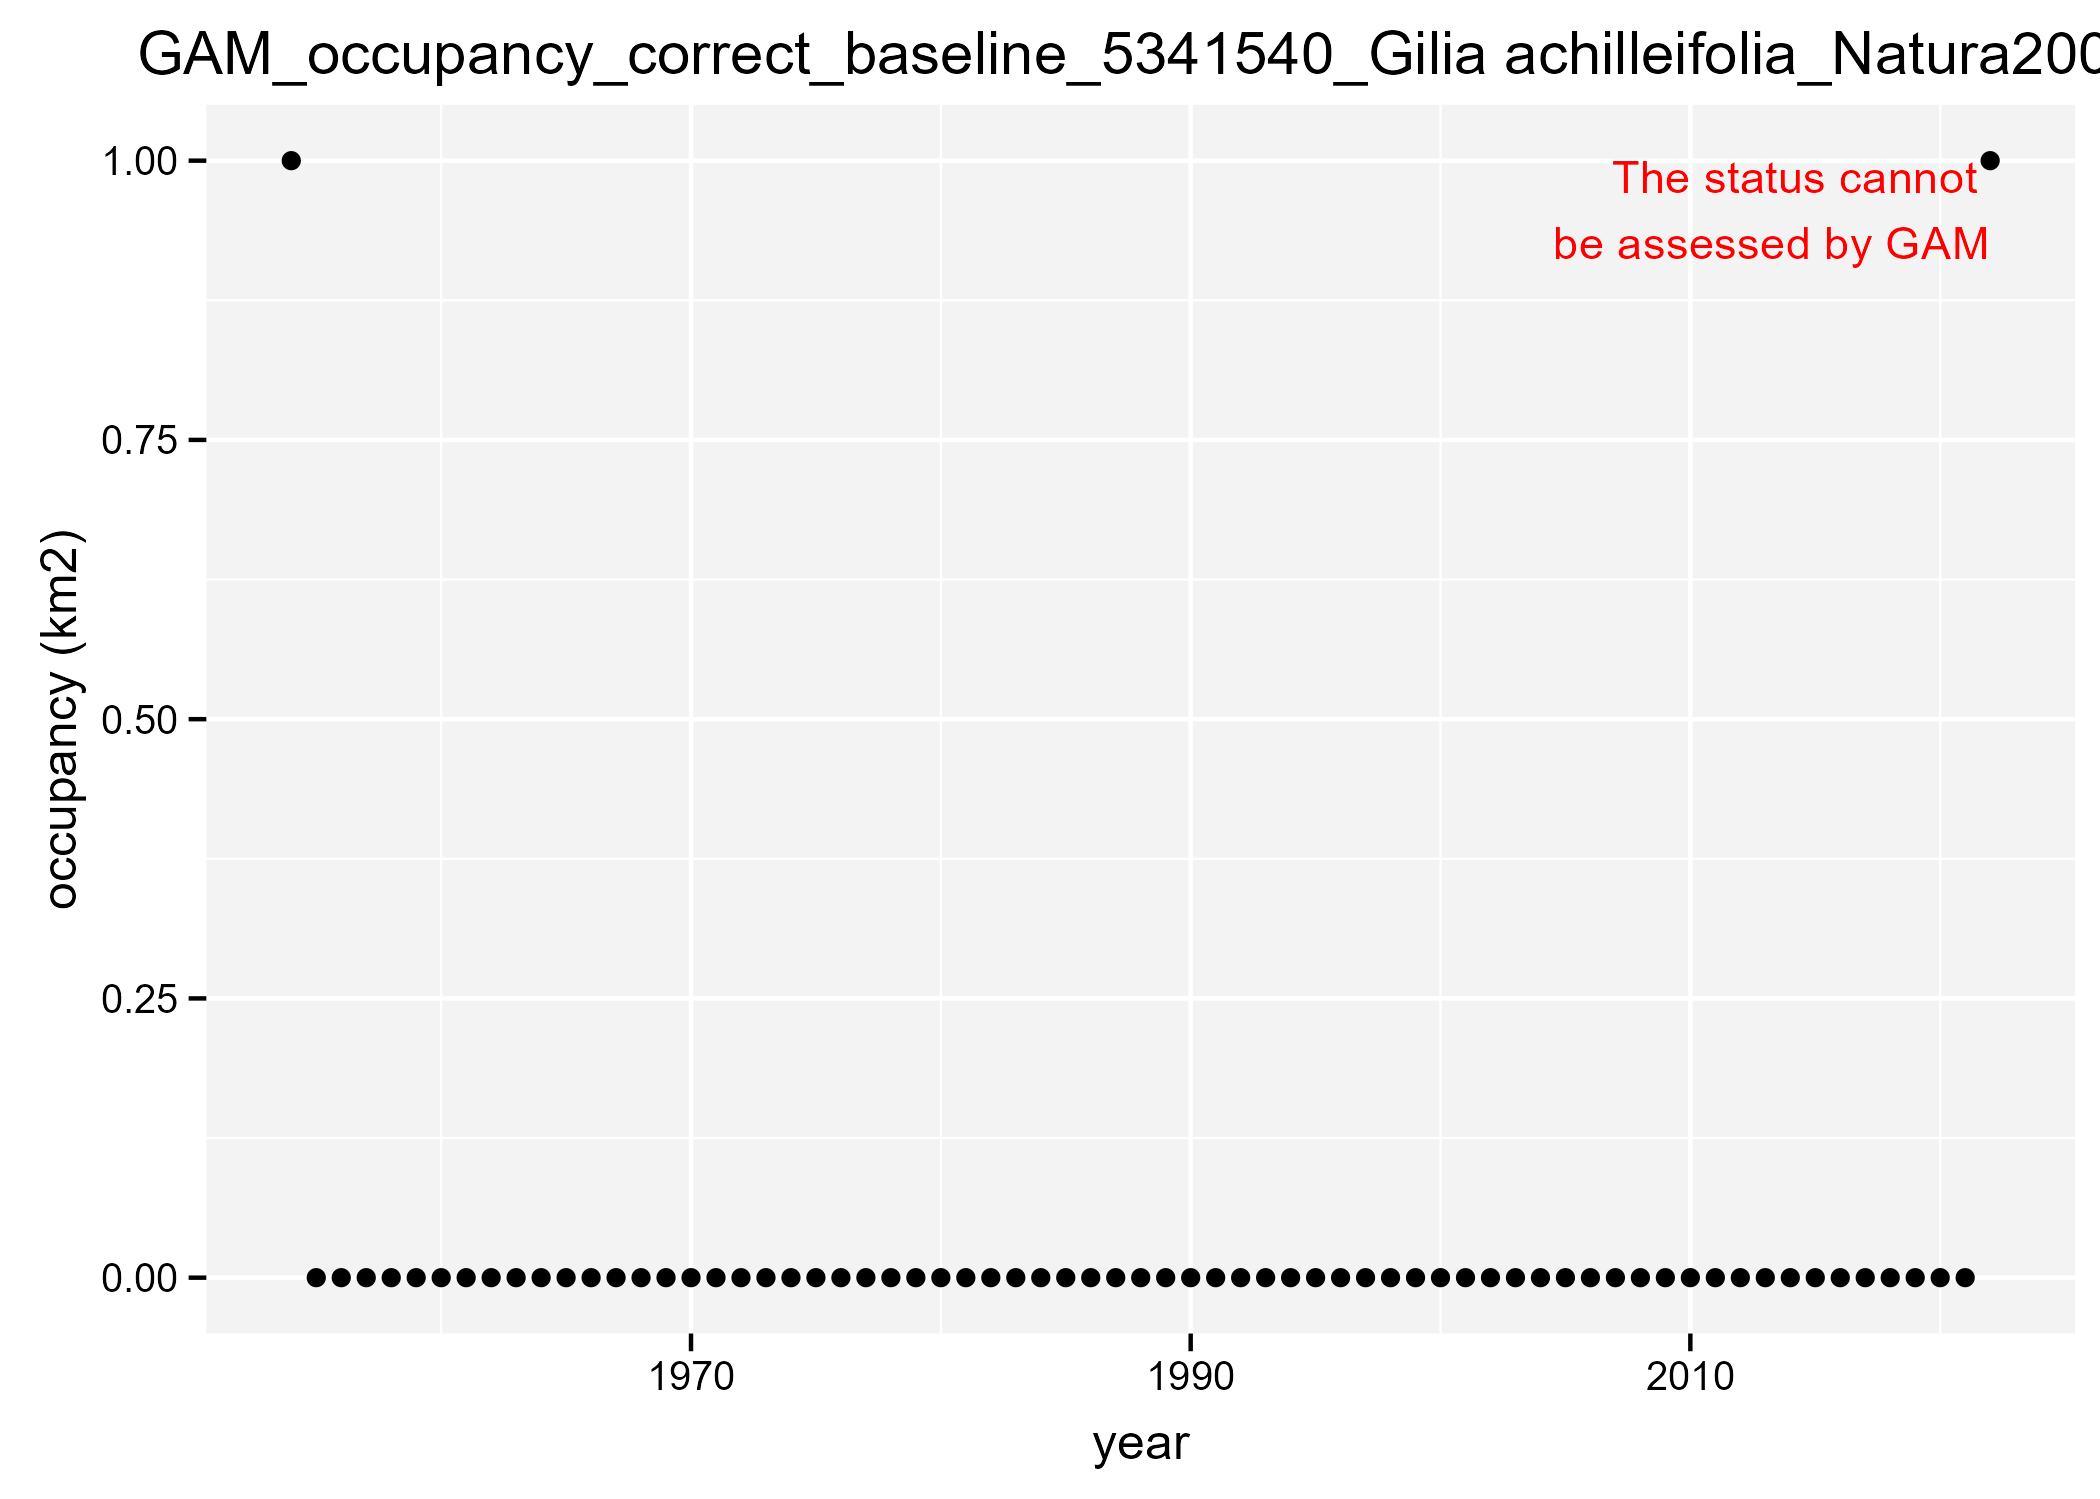 GAM_occupancy_correct_baseline_5341540_Gilia achilleifolia_Natura200
1.00
The status cannot
be assessed by GAM
0.75
0.50
0.25
0.00
occupancy (km2)
1970 1990 2010
year